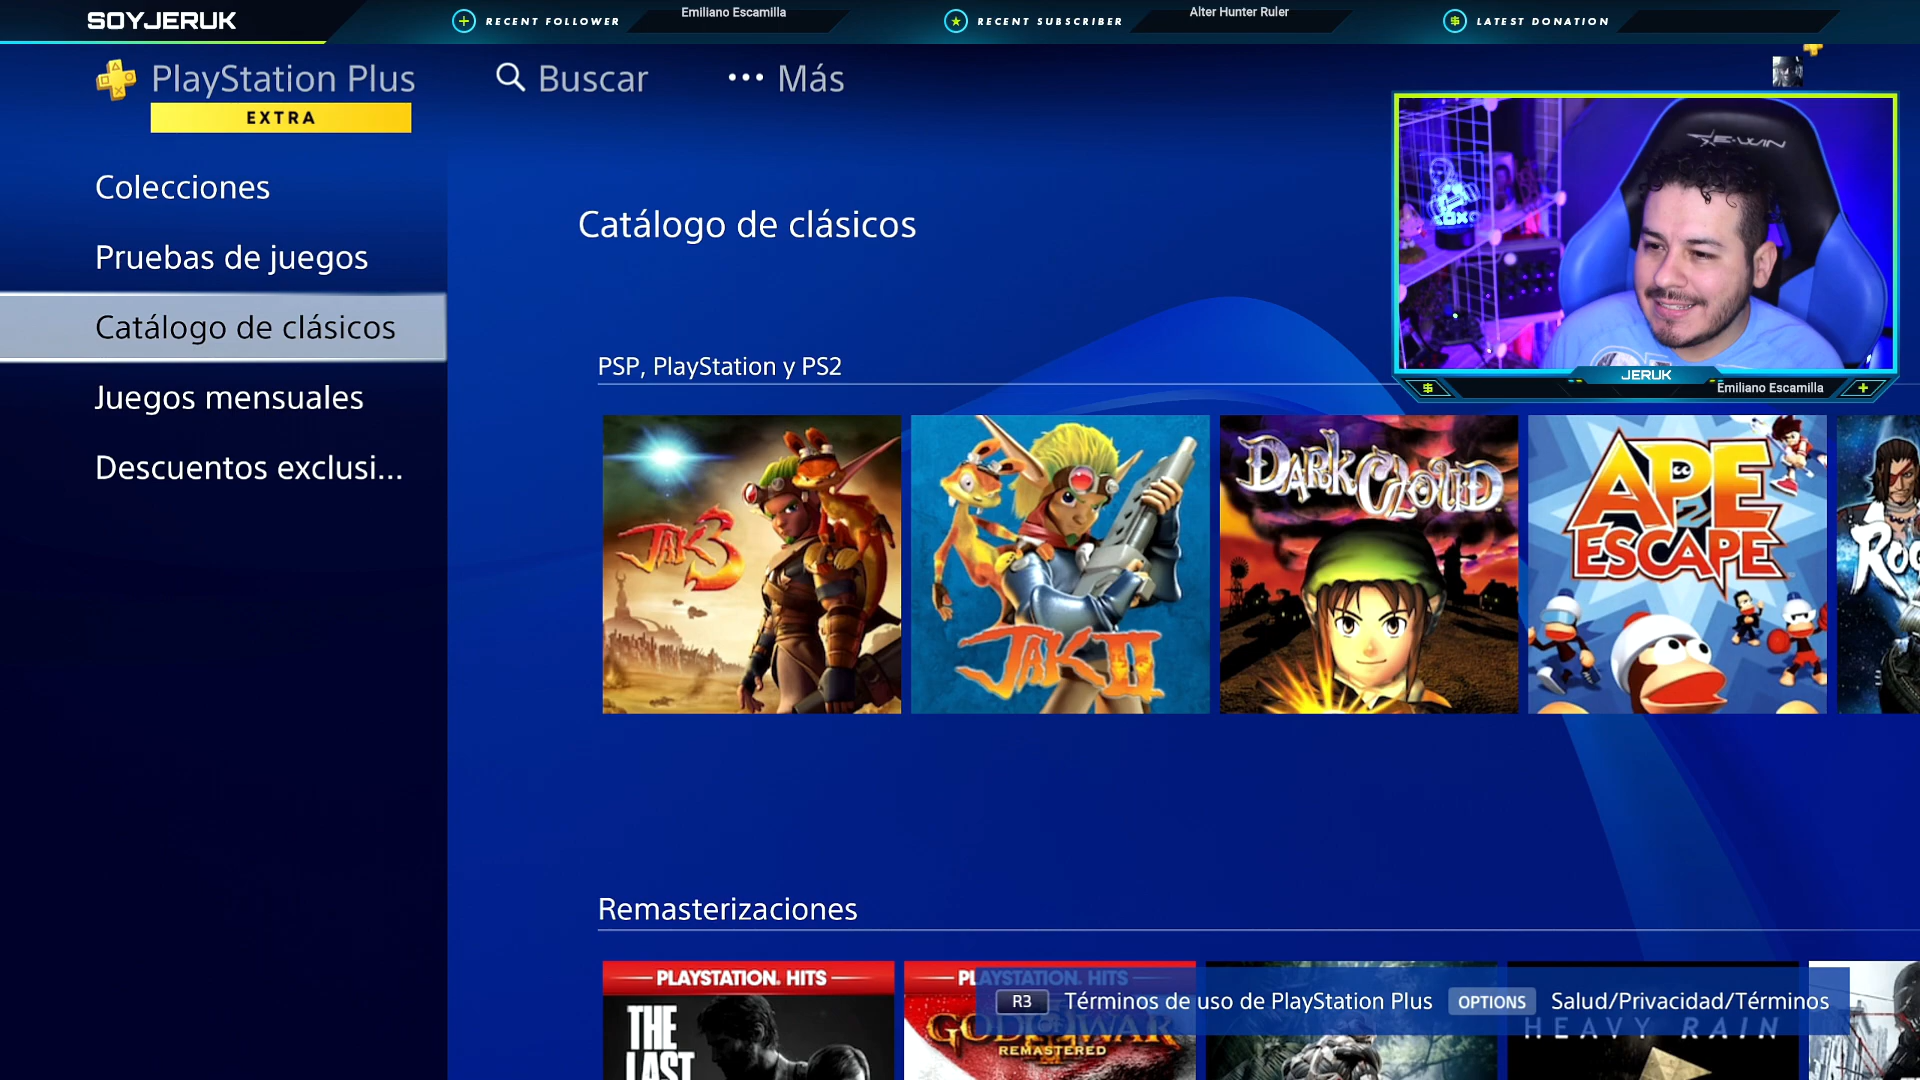 SOYJERUK
RECENT FOLLOWER
Emiliano Escamilla
RECENT SUBSCRIBER
Alter Hunter Ruler
LATEST DONATION
PlayStation Plus
EXTRA
Buscar
Más
Colecciones
Pruebas de juegos
Catálogo de clásicos
Juegos mensuales
Descuentos exclusi...
Catálogo de clásicos
E-WIN
JERUK
Emiliano Escamilla
PSP, PlayStation y PS2
JAK 3
JAK II
DARK CLOUD
APE
ESCAPE
Remasterizaciones
PLAYSTATION HITS
THE
LAST
PLAYSTATION HITS
GOD OF WAR
REMASTERED
HEAVY RAIN
R3
Términos de uso de PlayStation Plus
OPTIONS
Salud/Privacidad/Términos